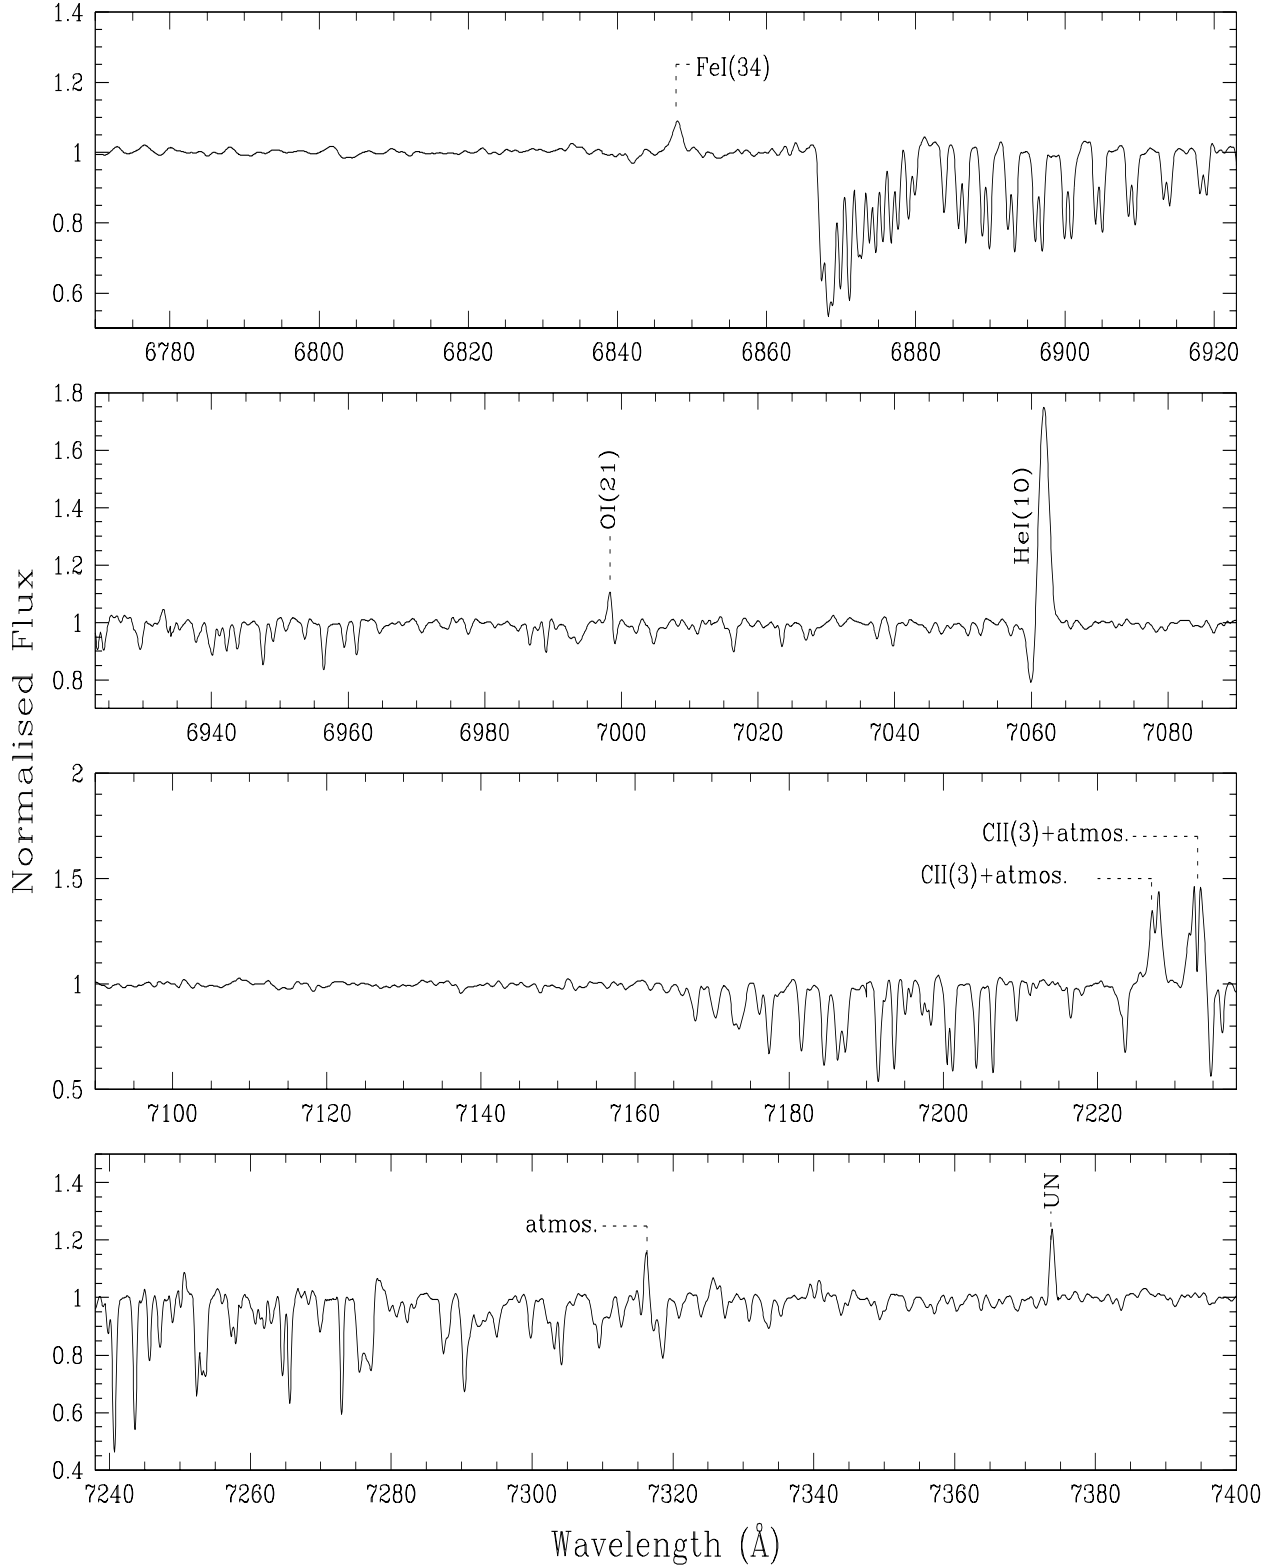 1.4
1.2
1
0.8
0.6
FeI(34)
6780 6800 6820 6840 6860 6880 6900 6920
1.8
1.6
1.4
1.2
1
0.8
OI(21)
HeI(10)
6940 6960 6980 7000 7020 7040 7060 7080
Normalised Flux
2
1.5
1
0.5
CII(3)+atmos.
CII(3)+atmos.
7100 7120 7140 7160 7180 7200 7220
1.4
1.2
1
0.8
0.6
0.4
atmos.
UN
7240 7260 7280 7300 7320 7340 7360 7380 7400
Wavelength (Å)